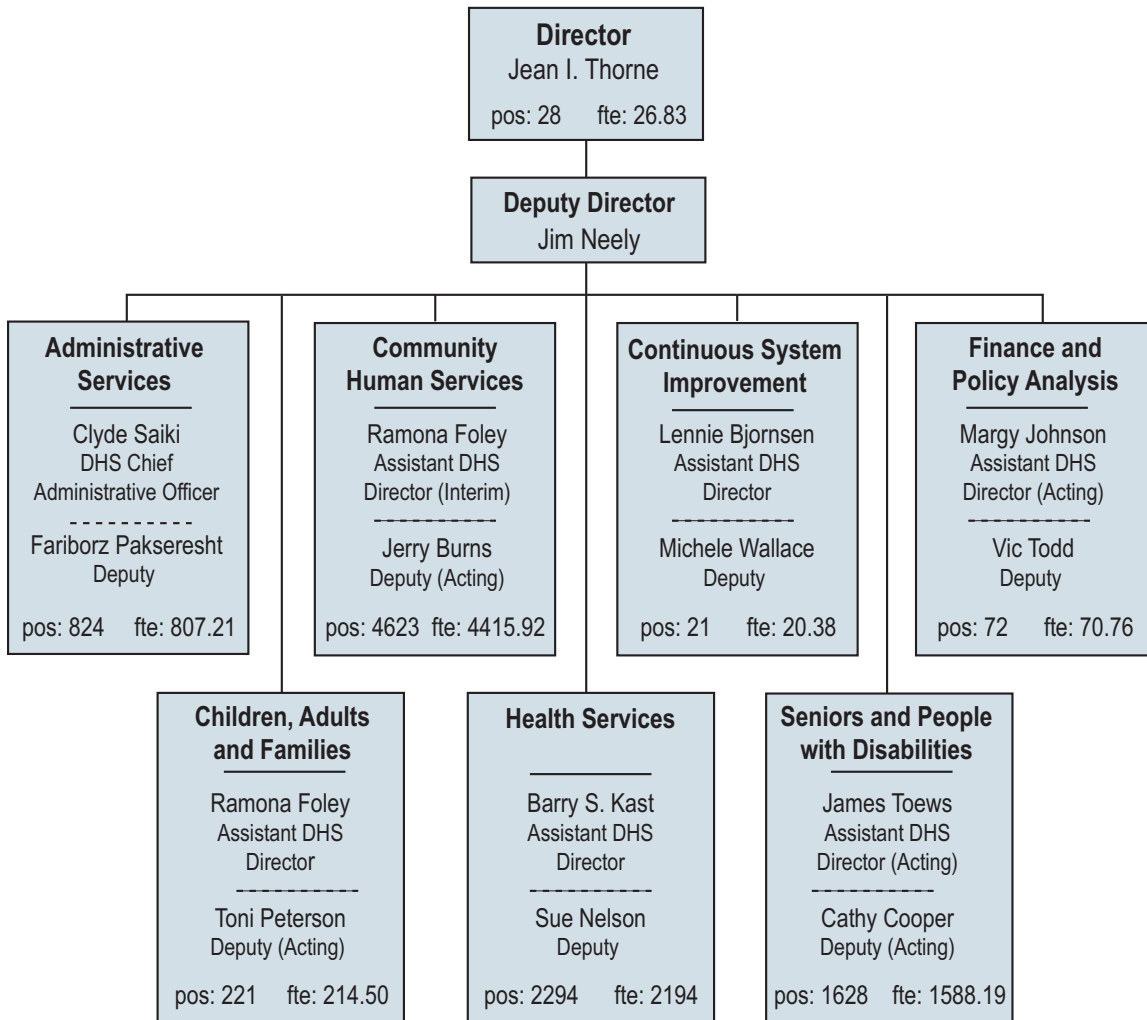 Director
Jean I. Thorne
pos: 28 fte: 26.83
Deputy Director
Jim Neely
Administrative
Services
Clyde Saiki
DHS Chief
Administrative Officer
Fariborz Pakseresht
Deputy
pos: 824 fte: 807.21
Community
Human Services
Ramona Foley
Assistant DHS
Director (Interim)
Jerry Burns
Deputy (Acting)
pos: 4623 fte: 4415.92
Continuous System
Improvement
Lennie Bjornsen
Assistant DHS
Director
Michele Wallace
Deputy
pos: 21 fte: 20.38
Finance and
Policy Analysis
Margy Johnson
Assistant DHS
Director (Acting)
Vic Todd
Deputy
pos: 72 fte: 70.76
Children, Adults
and Families
Ramona Foley
Assistant DHS
Director
Toni Peterson
Deputy (Acting)
pos: 221 fte: 214.50
Health Services
Barry S. Kast
Assistant DHS
Director
Sue Nelson
Deputy
pos: 2294 fte: 2194
Seniors and People
with Disabilities
James Toews
Assistant DHS
Director (Acting)
Cathy Cooper
Deputy (Acting)
pos: 1628 fte: 1588.19